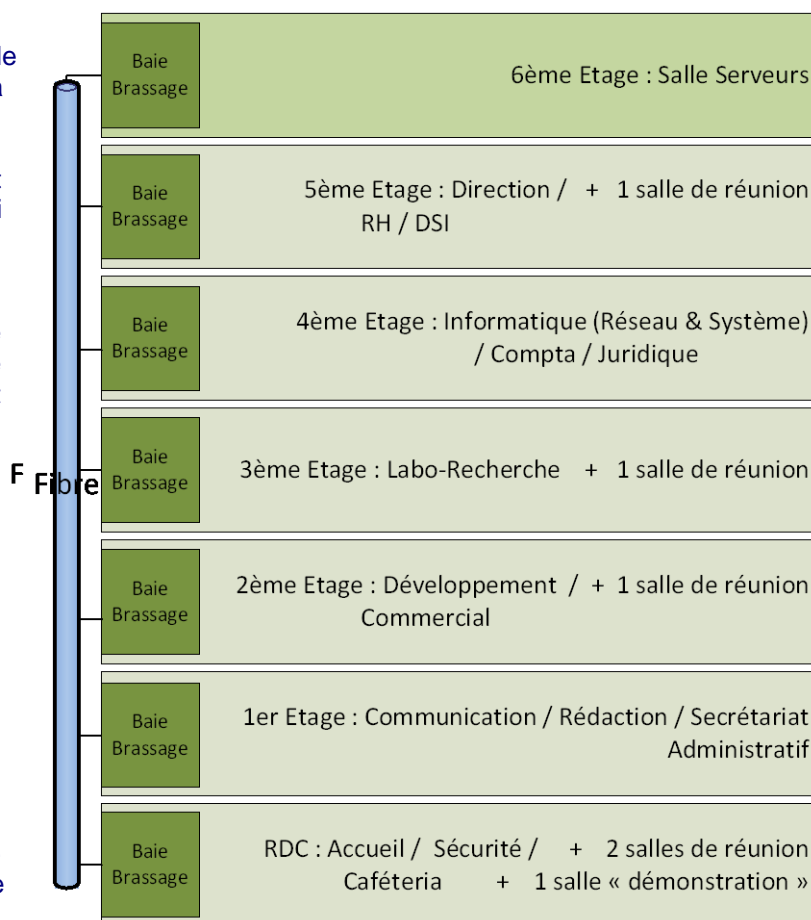 Baie
Brassage
6ème Etage : Salle Serveurs
Baie
Brassage
5ème Etage : Direction / + 1 salle de réunion
RH / DSI
Baie
Brassage
4ème Etage : Informatique (Réseau & Système)
/ Compta / Juridique
F Fibre
Baie
Brassage
3ème Etage : Labo-Recherche + 1 salle de réunion
Baie
Brassage
2ème Etage : Développement / + 1 salle de réunion
Commercial
Baie
Brassage
1er Etage : Communication / Rédaction / Secrétariat
Administratif
Baie
Brassage
RDC : Accueil / Sécurité / + 2 salles de réunion
Caféteria + 1 salle « démonstration »